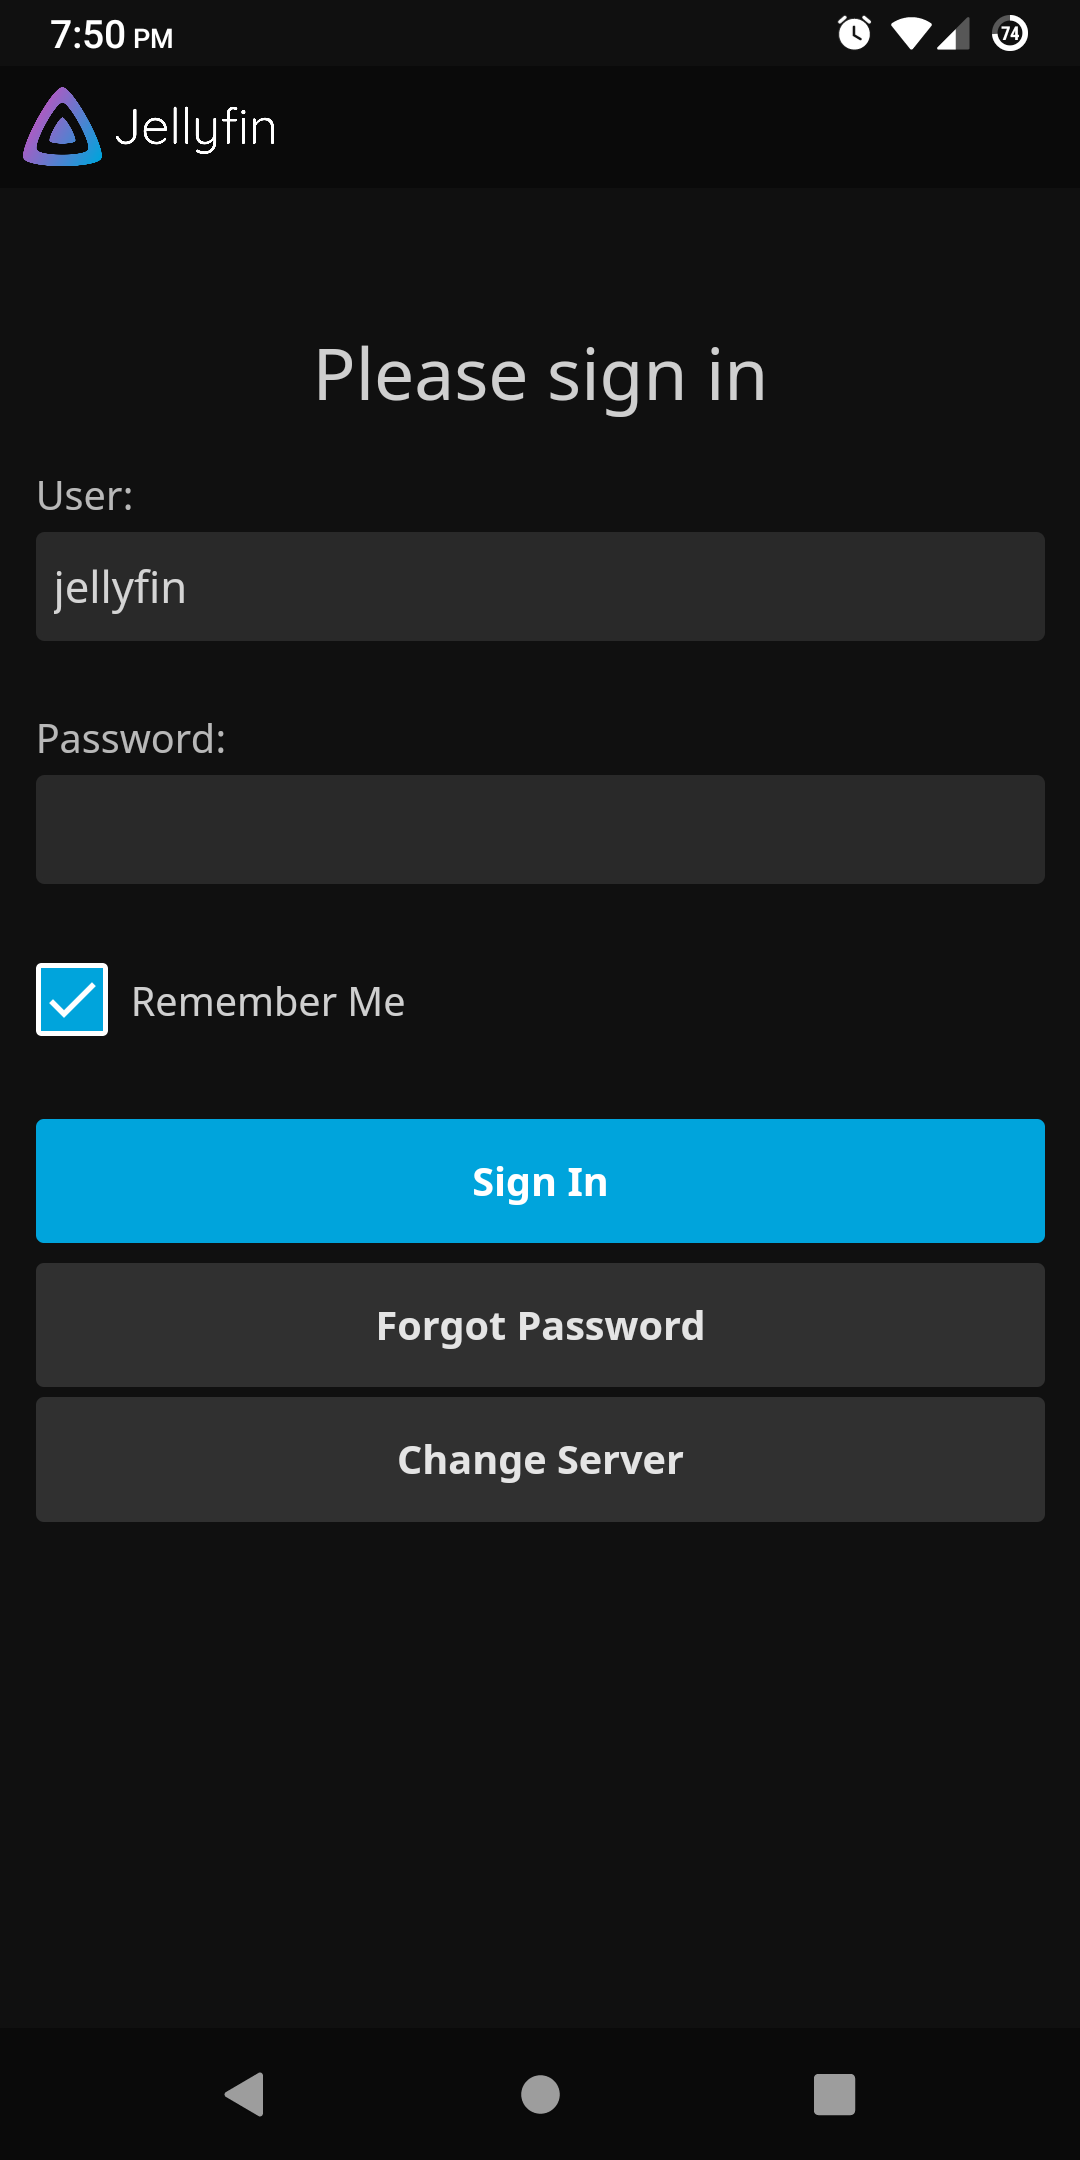 7:50 PM
74
Jellyfin
Please sign in
User:
jellyfin
Password:
Remember Me
Sign In
Forgot Password
Change Server